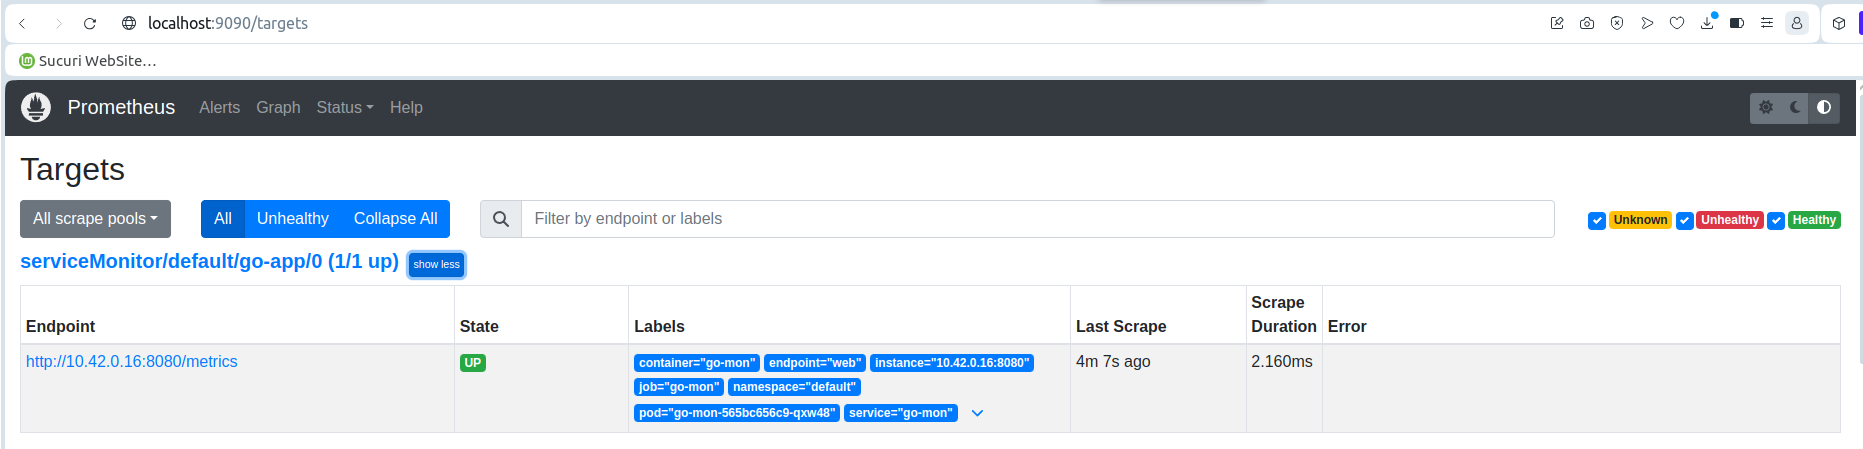 localhost:9090/targets
Sucuri WebSite...
Prometheus Alerts Graph Status Help
Targets
All scrape pools All Unhealthy Collapse All Filter by endpoint or labels Unknown Unhealthy Healthy
serviceMonitor/default/go-app/0 (1/1 up) show less
Endpoint State Labels Last Scrape Scrape Duration Error
http://10.42.0.16:8080/metrics UP container="go-mon" endpoint="web" instance="10.42.0.16:8080" 4m 7s ago 2.160ms
job="go-mon" namespace="default"
pod="go-mon-565bc656c9-qxw48" service="go-mon"